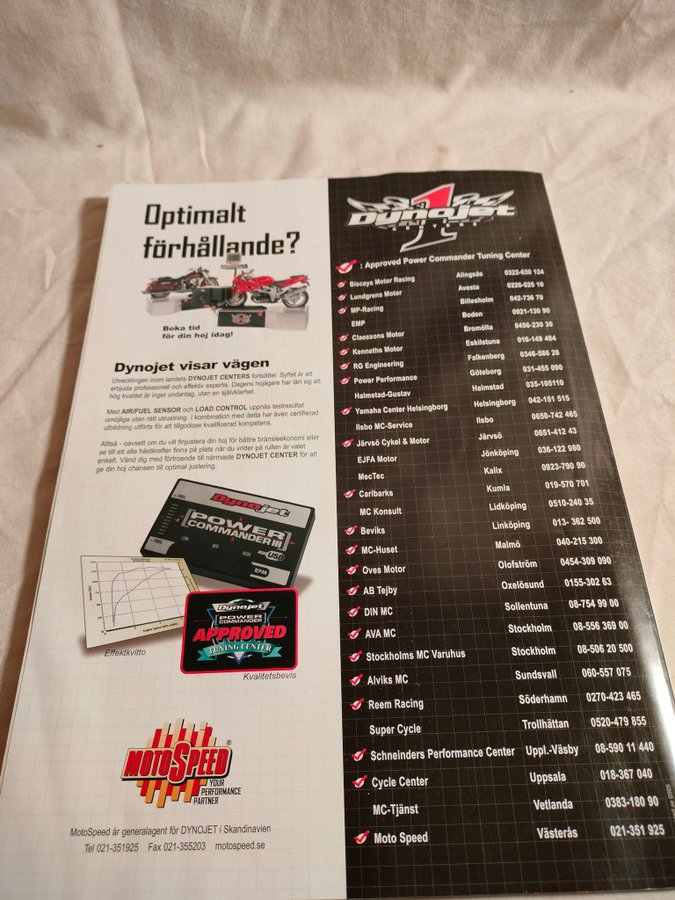 Optimalt
förhållande?
Boka tid
för din hoj idag!
Dynojet visar vägen
Utvecklingen inom landets DYNOJET CENTERS fortsätter. Syftet är att
erbjuda professionell och effektiv expertis. Dagens hojägare har lärt sig att
hög kvalitet är inget undantag, utan en självklarhet.
Med AIR/FUEL SENSOR och LOAD CONTROL uppnås testresultat
omöjliga utan rätt utrustning. I kombination med detta har även certifierad
utbildning utförts för att tillgodose kvalificerad kompetens.
Alltså - oavsett om du vill finjustera din hoj för bättre bränsleekonomi eller
se till att alla hästkrafter finns på plats när du vrider på rullen är valet
enkelt. Vänd dig med förtroende till närmaste DYNOJET CENTER för att
ge din hoj chansen till optimal justering.
Dynojet
POWER
COMMANDER III
USB
FUEL
LOW
MID
HIGH
RPM
Dynojet
POWER
COMMANDER
APPROVED
TUNING CENTER
Effektkvitto
Kvalitetsbevis
MOTOSPEED®
YOUR
PERFORMANCE
PARTNER
MotoSpeed är generalagent för DYNOJET i Skandinavien
Tel 021-351925 Fax 021-355203 motospeed.se
1
Dynojet
: Approved Power Commander Tuning Center
Biscaya Motor Racing Alingsås 0322-630 124
Lundgrens Motor Avesta 0226-525 10
MP-Racing Billesholm 042-736 70
EMP Boden 0921-130 90
Claessons Motor Bromölla 0456-230 30
Kenneths Motor Eskilstuna 016-149 484
RG Engineering Falkenberg 0346-586 28
Power Performance Göteborg 031-455 090
Halmstad-Gustav Halmstad 035-105110
Yamaha Center Helsingborg Helsingborg 042-151 515
Ilsbo MC-Service Ilsbo 0650-742 465
Järvsö Cykel & Motor Järvsö 0651-412 43
EJFA Motor Jönköping 036-122 980
MecTec Kalix 0923-790 90
Carlbarks Kumla 019-570 701
MC Konsult Lidköping 0510-240 35
Beviks Linköping 013- 362 500
MC-Huset Malmö 040-215 300
Oves Motor Olofström 0454-309 090
AB Tejby Oxelösund 0155-302 63
DIN MC Sollentuna 08-754 99 00
AVA MC Stockholm 08-556 369 00
Stockholms MC Varuhus Stockholm 08-506 20 500
Alviks MC Sundsvall 060-557 075
Reem Racing Söderhamn 0270-423 465
Super Cycle Trollhättan 0520-479 855
Schneinders Performance Center Uppl.-Väsby 08-590 11 440
Cycle Center Uppsala 018-367 040
MC-Tjänst Vetlanda 0383-180 90
Moto Speed Västerås 021-351 925